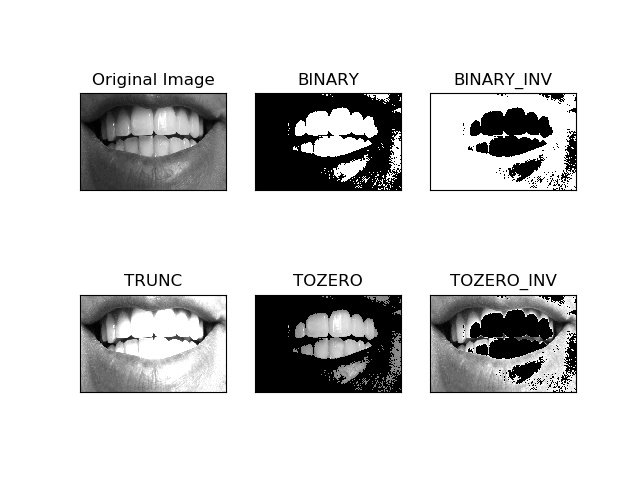 Original Image
BINARY
BINARY_INV
TRUNC
TOZERO
TOZERO_INV